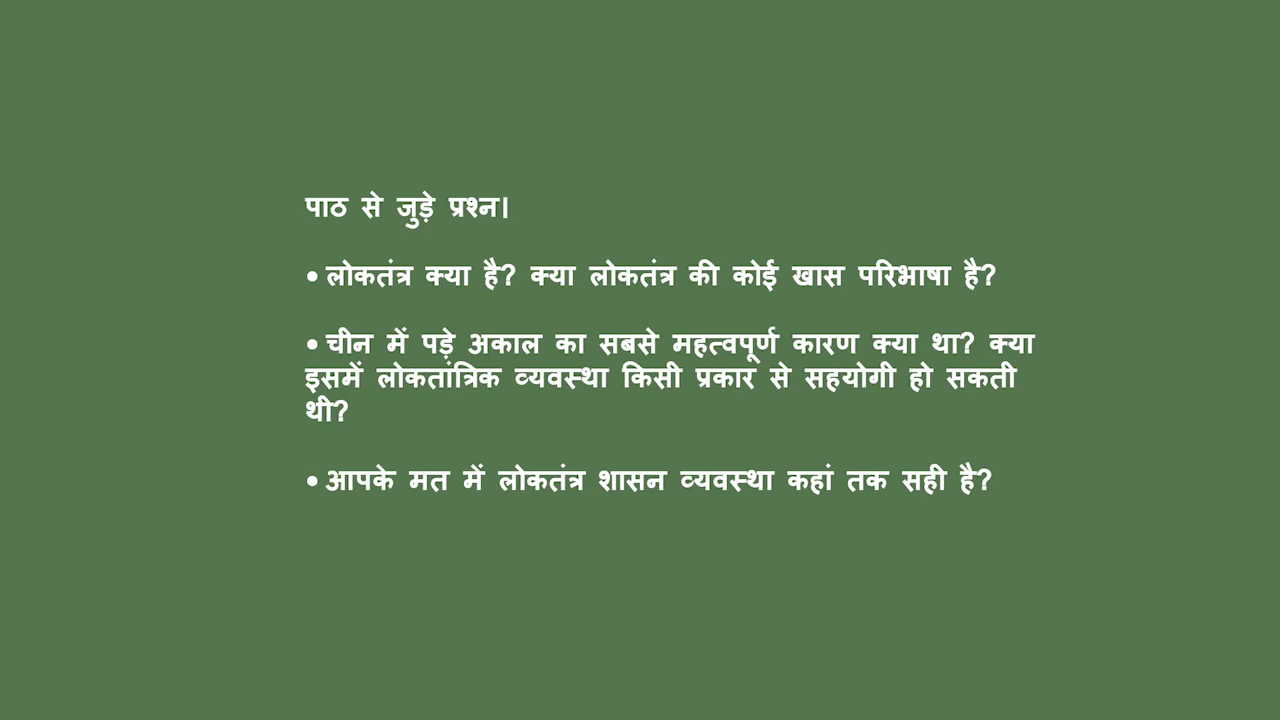 पाठ से जुड़े प्रश्न।
• लोकतंत्र क्या है? क्या लोकतंत्र की कोई खास परिभाषा है?
• चीन में पड़े अकाल का सबसे महत्वपूर्ण कारण क्या था? क्या
इसमें लोकतांत्रिक व्यवस्था किसी प्रकार से सहयोगी हो सकती
थी?
• आपके मत में लोकतंत्र शासन व्यवस्था कहां तक सही है?